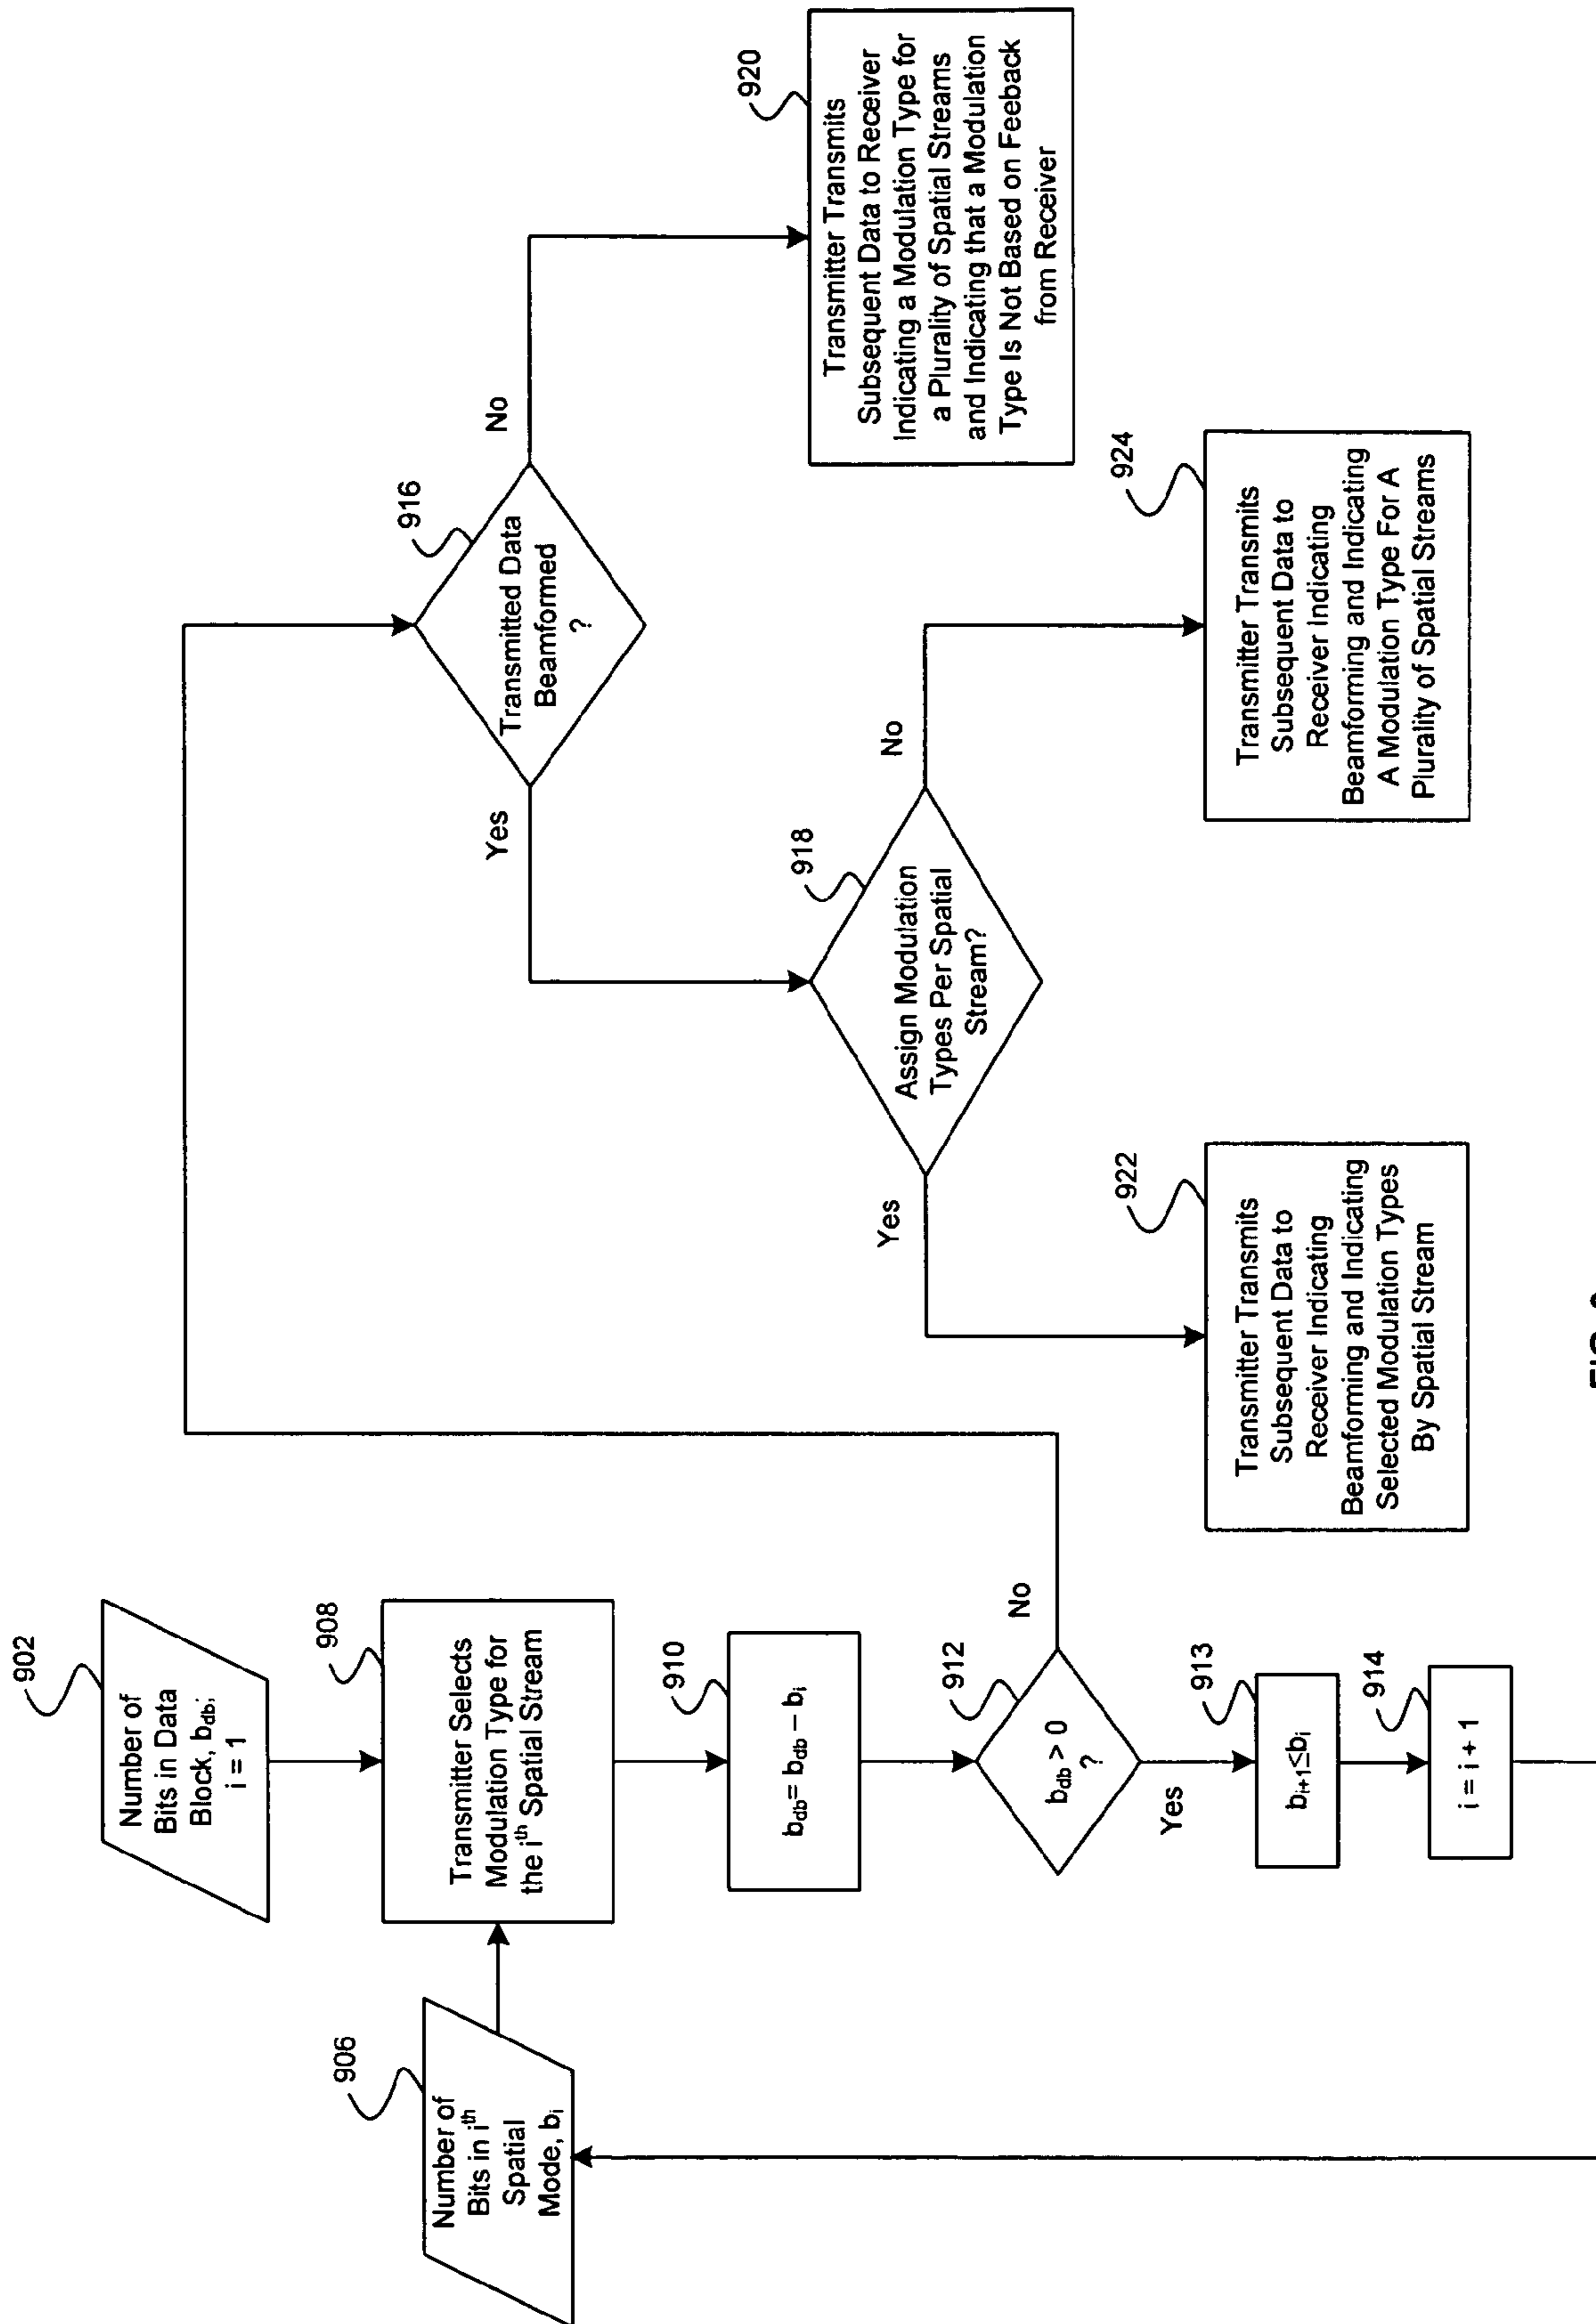 902
Number of
Bits in Data
Block, b_db;
i = 1
906
Number of
Bits in i^th
Spatial
Mode, b_i
908
Transmitter Selects
Modulation Type for
the i^th Spatial Stream
910
b_db = b_db – b_i
912
b_db > 0
?
No
Yes
913
b_i+1≤b_i
914
i = i + 1
916
Transmitted Data
Beamformed
?
Yes
No
918
Assign Modulation
Types Per Spatial
Stream?
Yes
No
920
Transmitter Transmits
Subsequent Data to Receiver
Indicating a Modulation Type for
a Plurality of Spatial Streams
and Indicating that a Modulation
Type Is Not Based on Feeback
from Receiver
922
Transmitter Transmits
Subsequent Data to
Receiver Indicating
Beamforming and Indicating
Selected Modulation Types
By Spatial Stream
924
Transmitter Transmits
Subsequent Data to
Receiver Indicating
Beamforming and Indicating
A Modulation Type For A
Plurality of Spatial Streams
FIG.